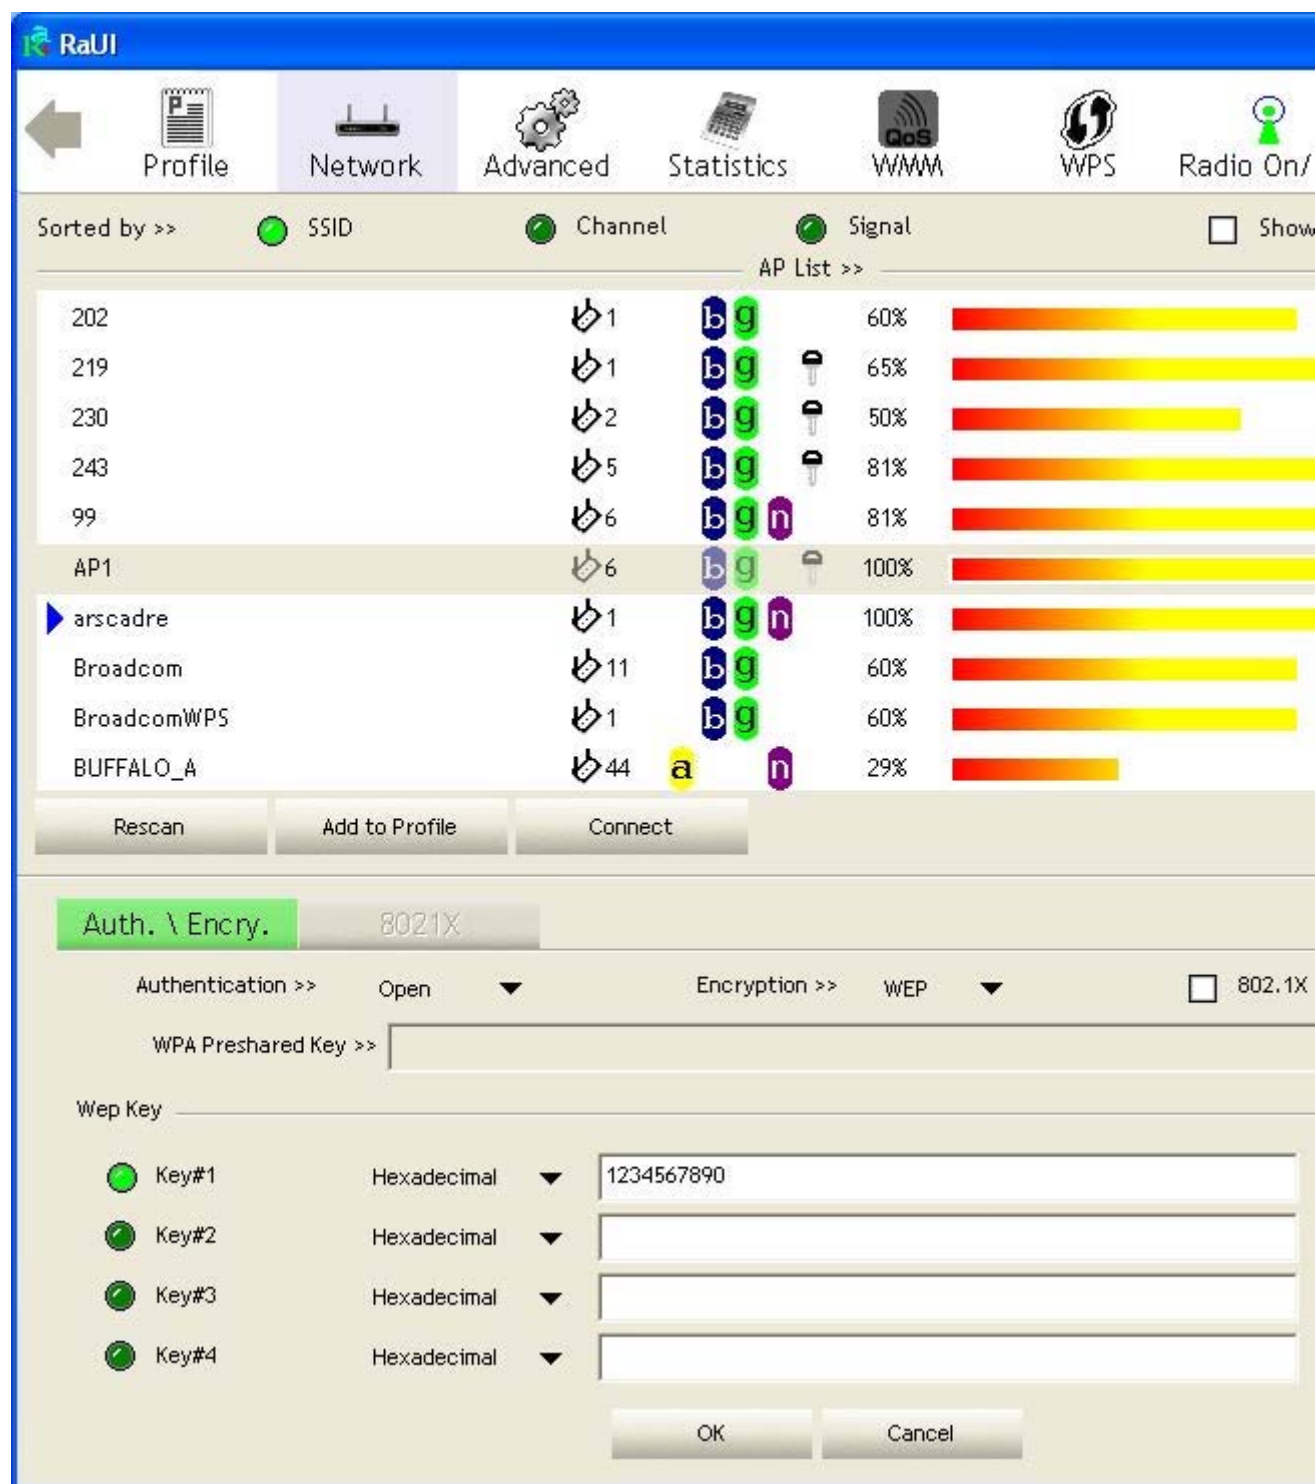 RaUI
Profile Network Advanced Statistics QoS WMM WPS Radio On/
Sorted by >> SSID Channel Signal Show
AP List >>
202 1 b g 60%
219 1 b g 65%
230 2 b g 50%
243 5 b g 81%
99 6 b g n 81%
AP1 6 b g 100%
arscadre 1 b g n 100%
Broadcom 11 b g 60%
BroadcomWPS 1 b g 60%
BUFFALO_A 44 a n 29%
Rescan Add to Profile Connect
Auth. \ Encry. 8021X
Authentication >> Open Encryption >> WEP 802.1X
WPA Preshared Key >>
Wep Key
Key#1 Hexadecimal 1234567890
Key#2 Hexadecimal
Key#3 Hexadecimal
Key#4 Hexadecimal
OK Cancel